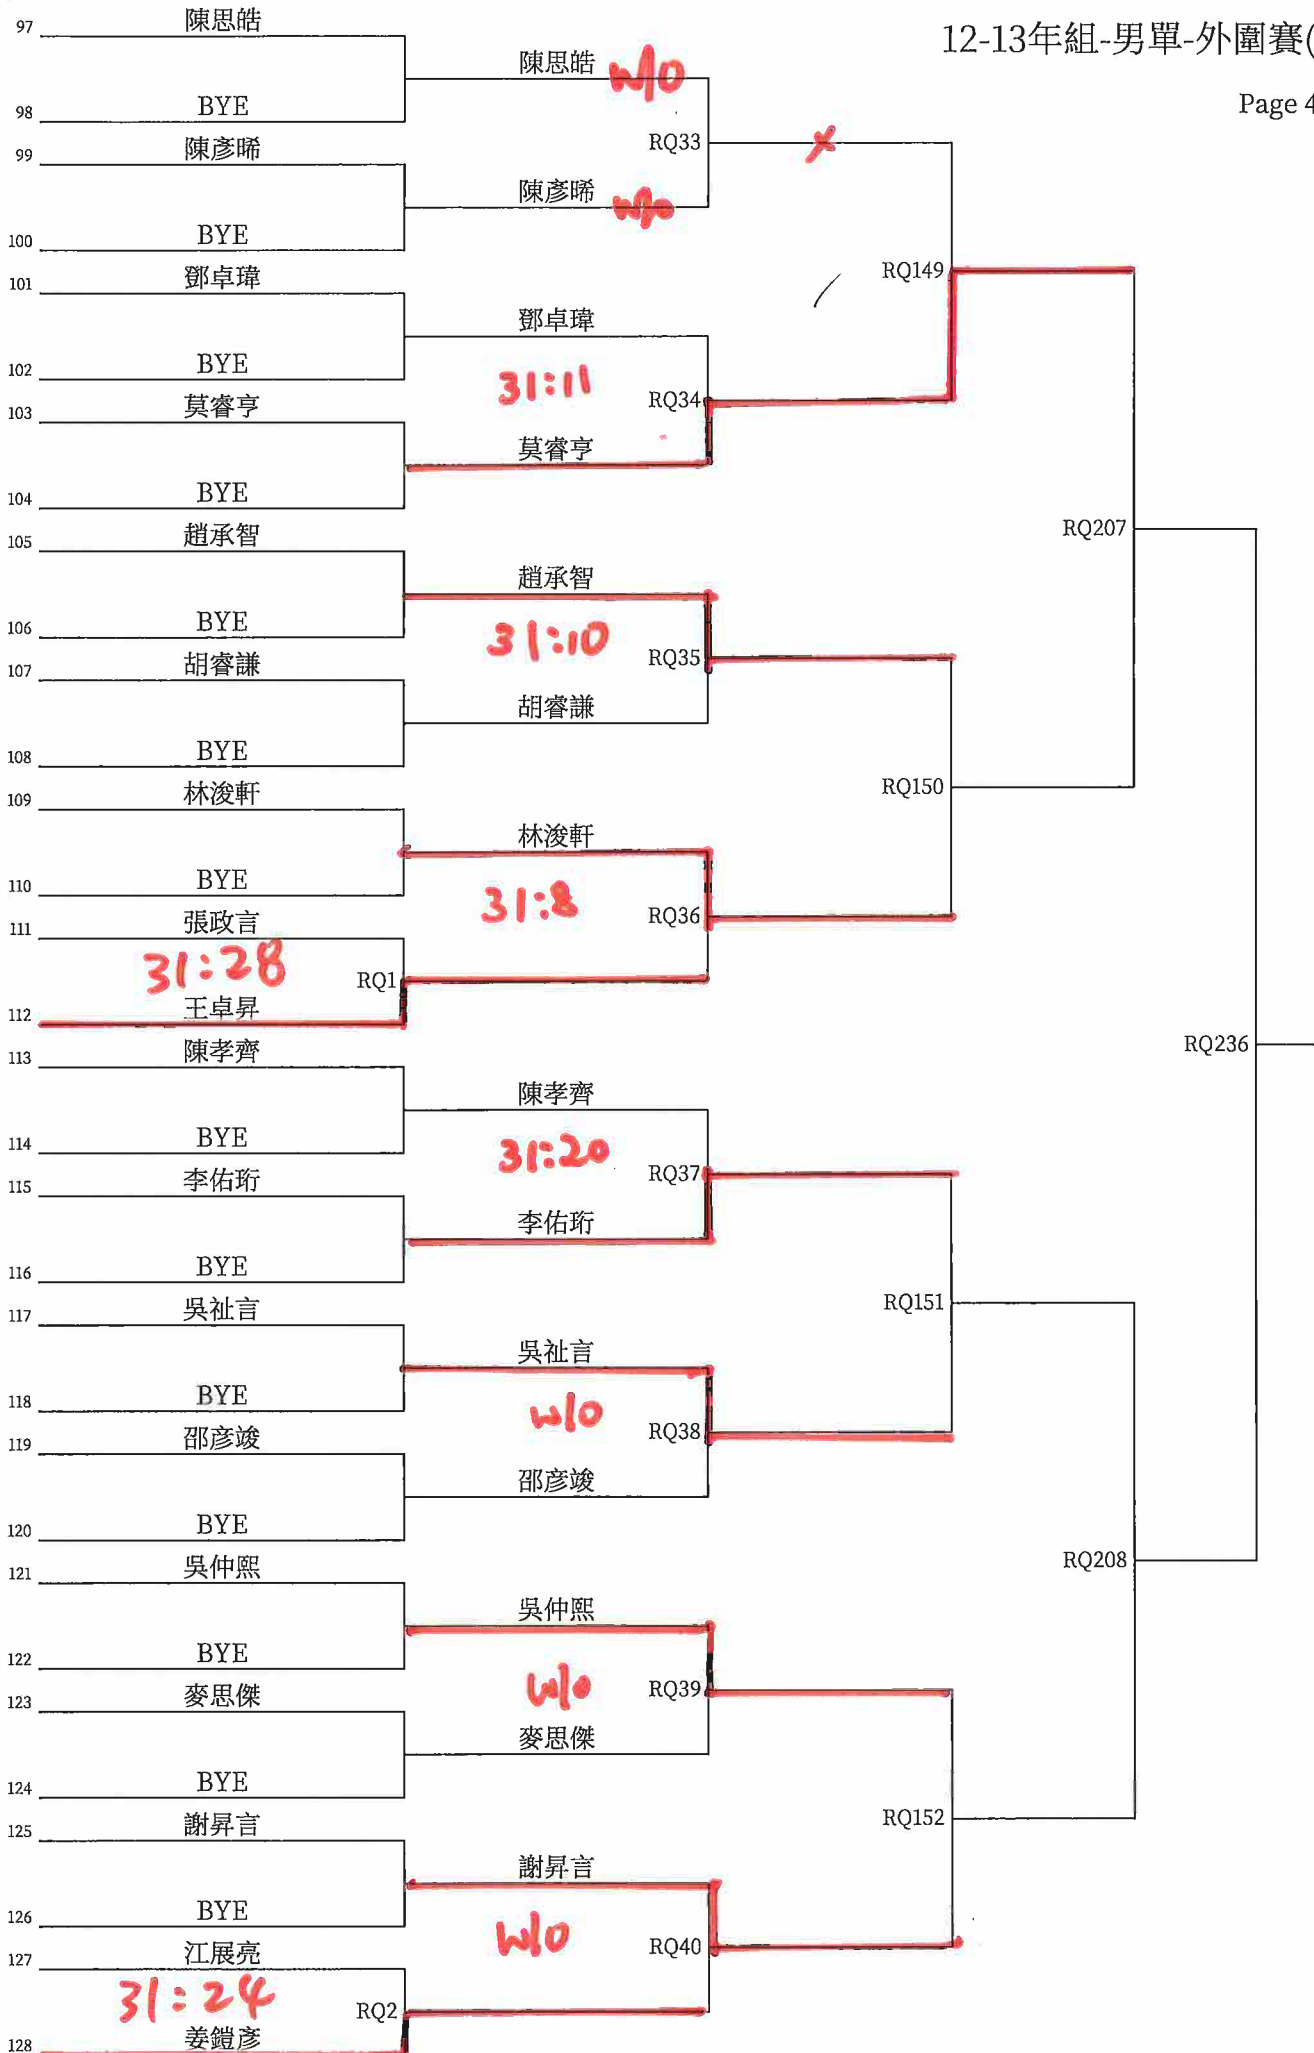 12-13年組-男單-外圍賽(
Page 4
97 陳思皓
陳思皓 w/o
98 BYE
RQ33 x
99 陳彥晞
陳彥晞 w/o
100 BYE
RQ149
101 鄧卓瑋
鄧卓瑋
102 BYE
31:11
RQ34
103 莫睿亨
莫睿亨
104 BYE
RQ207
105 趙承智
趙承智
106 BYE
31:10
RQ35
107 胡睿謙
胡睿謙
108 BYE
RQ150
109 林浚軒
林浚軒
110 BYE
31:8
RQ36
111 張政言
31:28
RQ1
112 王卓昇
RQ236
113 陳孝齊
陳孝齊
114 BYE
31:20
RQ37
115 李佑珩
李佑珩
116 BYE
RQ151
117 吳祉言
吳祉言
118 BYE
w/o
RQ38
119 邵彥竣
邵彥竣
120 BYE
RQ208
121 吳仲熙
吳仲熙
122 BYE
w/o
RQ39
123 麥思傑
麥思傑
124 BYE
RQ152
125 謝昇言
謝昇言
126 BYE
w/o
RQ40
127 江展亮
31:24
RQ2
128 姜鎧彥